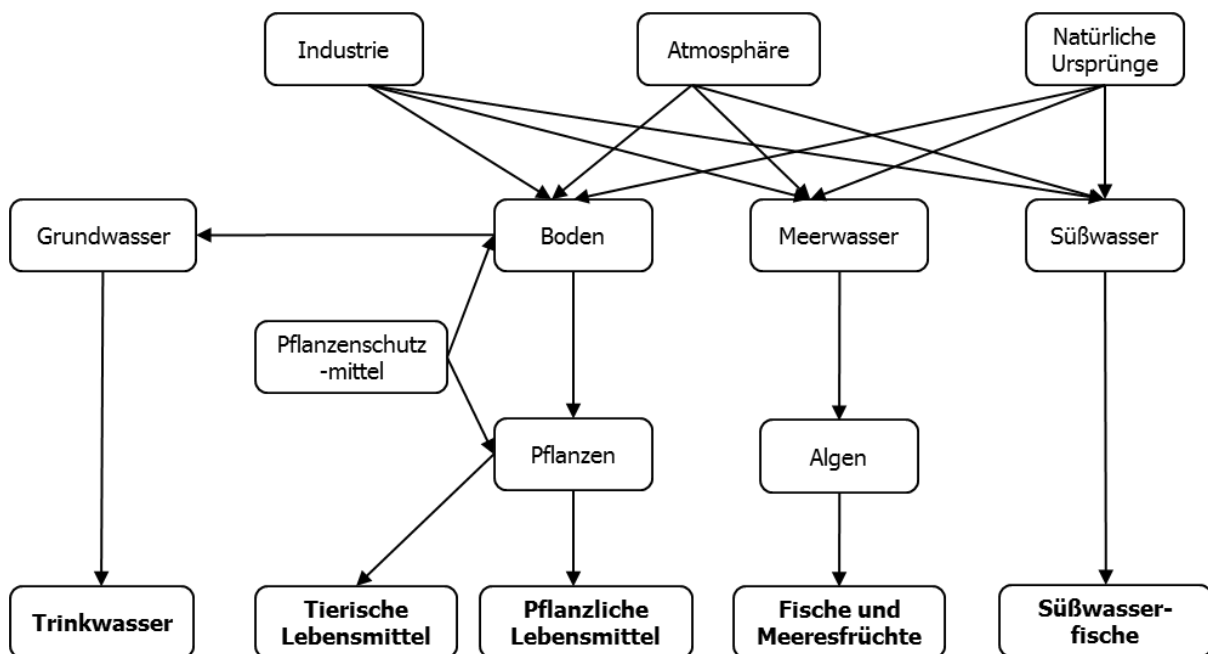 Industrie
Atmosphäre
Natürliche
Ursprünge
Grundwasser
Boden
Meerwasser
Süßwasser
Pflanzenschutz
-mittel
Pflanzen
Algen
Trinkwasser
Tierische
Lebensmittel
Pflanzliche
Lebensmittel
Fische und
Meeresfrüchte
Süßwasser-
fische